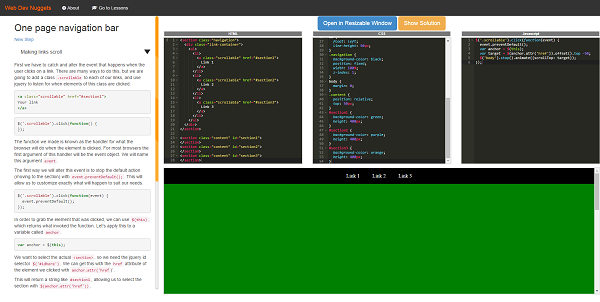 Web Dev Nuggets
About
Go to Lessons
One page navigation bar
New Step
Making links scroll
First we have to catch and alter the event that happens when the
user clicks on a link. There are many ways to do this, but we are
going to add a class .scrollable to each of our links, and use
jquery to listen for when elements of this class are clicked:
<a class="scrollable" href="#section1">
Your link
</a>
$('.scrollable').click(function() {
});
The function we made is known as the handler for what the
browser will do when the element is clicked. For most browsers the
first argument of this handler will be the event object. We will name
this argument event.
The first way we will alter this event is to stop the default action
(moving to the section) with event.preventDefault(). This will
allow us to customize exactly what will happen to suit our needs.
$('.scrollable').click(function(event) {
event.preventDefault();
});
In order to grab the element that was clicked, we can use $(this)
which returns what invoked the function. Let's apply this to a
variable called anchor.
var anchor = $(this);
We want to select the actual <section>, so we need the jquery id
selector $("#idhere"). We can get this with the href attribute of
the element we clicked with anchor.attr('href').
This will return a string like #section1, allowing us to select the
section with $(anchor.attr('href')).
Open in Resizable Window
Show Solution
HTML
<section class="navigation">
<div class="link-container">
<ul>
<li>
<a class="scrollable" href="#section1">
Link 1
</a>
</li>
<li>
<a class="scrollable" href="#section2">
Link 2
</a>
</li>
<li>
<a class="scrollable" href="#section3">
Link 3
</a>
</li>
</ul>
</div>
</section>
<section class="content" id="section1">
</section>
<section class="content" id="section2">
</section>
<section class="content" id="section3">
</section>
CSS
float: left;
line-height: 50px;
}
.navigation {
background-color: black;
position: fixed;
width: 100%;
z-index: 1;
}
body {
margin: 0;
}
.content {
position: relative;
top: 50px;
}
#section1 {
background-color: green;
height: 400px;
}
#section2 {
background-color: purple;
height: 400px;
}
#section3 {
background-color: orange;
height: 400px;
Javascript
$('.scrollable').click(function(event) {
event.preventDefault();
var anchor = $(this);
var target = $(anchor.attr('href')).offset().top -50;
$('body').stop().animate({scrollTop: target});
});
Link 1 Link 2 Link 3